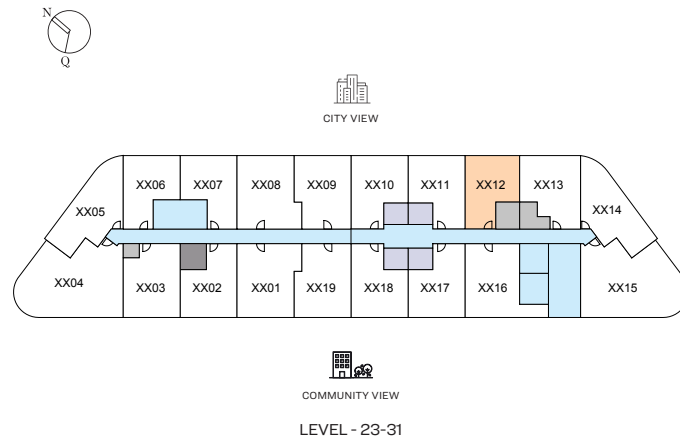 N
Q
CITY VIEW
XX06 XX07 XX08 XX09 XX10 XX11 XX12 XX13
XX05 XX14
XX04 XX03 XX02 XX01 XX19 XX18 XX17 XX16 XX15
COMMUNITY VIEW
LEVEL - 23-31